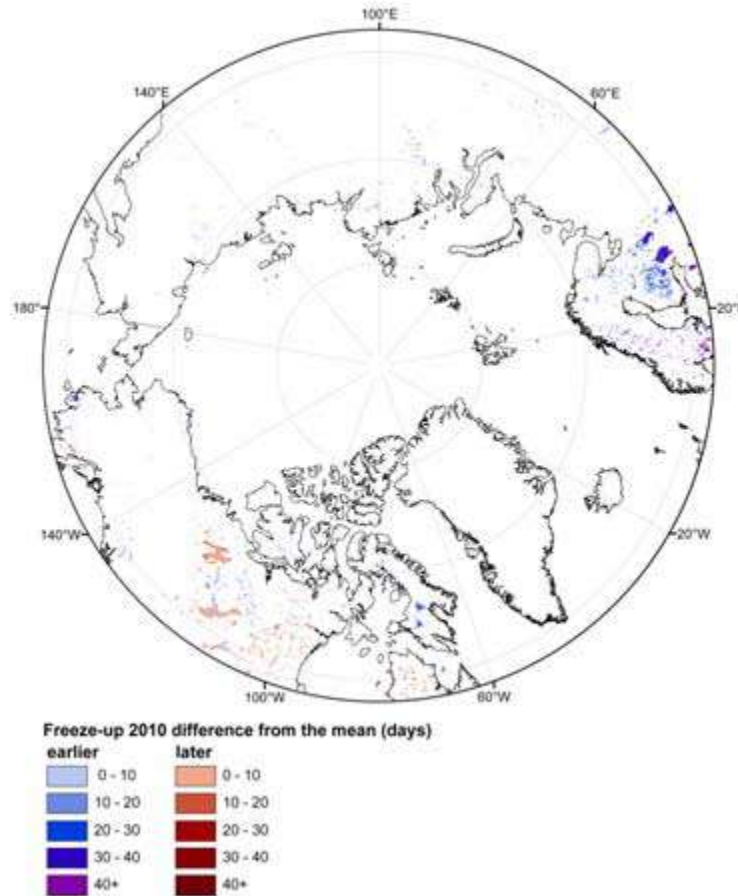 100°E
140°E
60°E
180°
20°
140°W
20°W
100°W
60°W
Freeze-up 2010 difference from the mean (days)
earlier later
0 - 10 0 - 10
10 - 20 10 - 20
20 - 30 20 - 30
30 - 40 30 - 40
40+ 40+